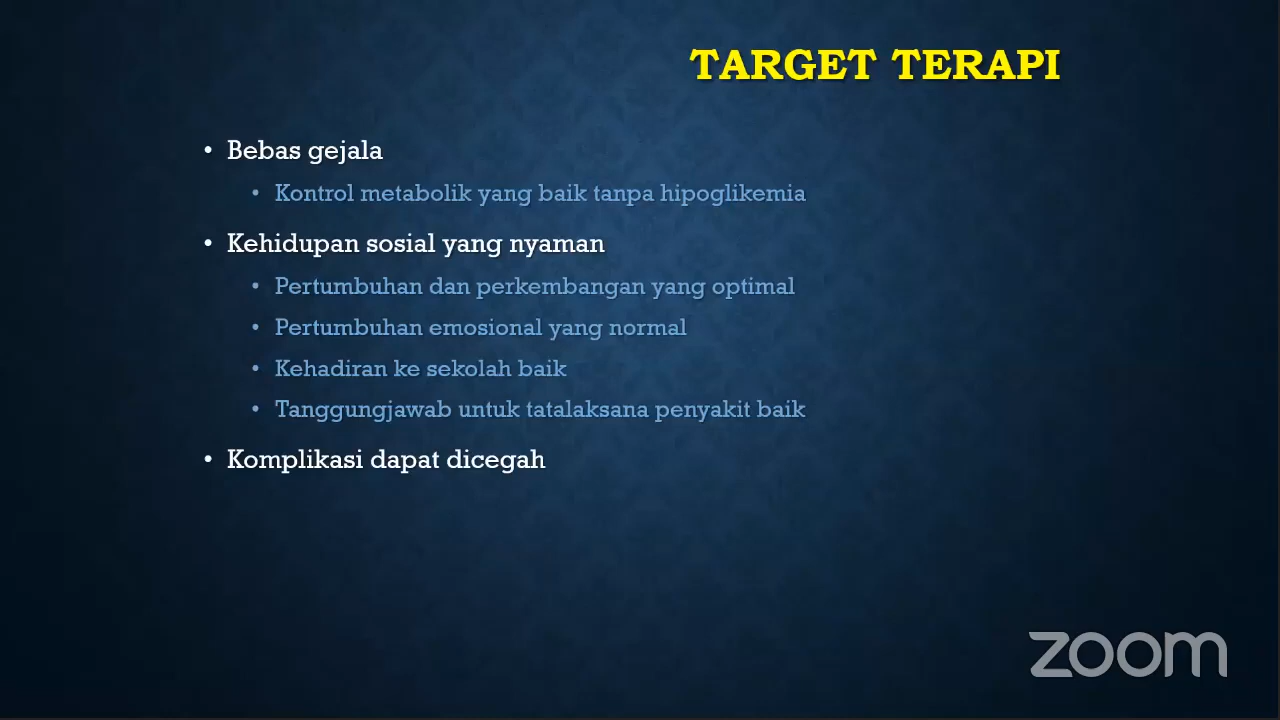 TARGET TERAPI
• Bebas gejala
• Kontrol metabolik yang baik tanpa hipoglikemia
• Kehidupan sosial yang nyaman
• Pertumbuhan dan perkembangan yang optimal
• Pertumbuhan emosional yang normal
• Kehadiran ke sekolah baik
• Tanggungjawab untuk tatalaksana penyakit baik
• Komplikasi dapat dicegah
zoom